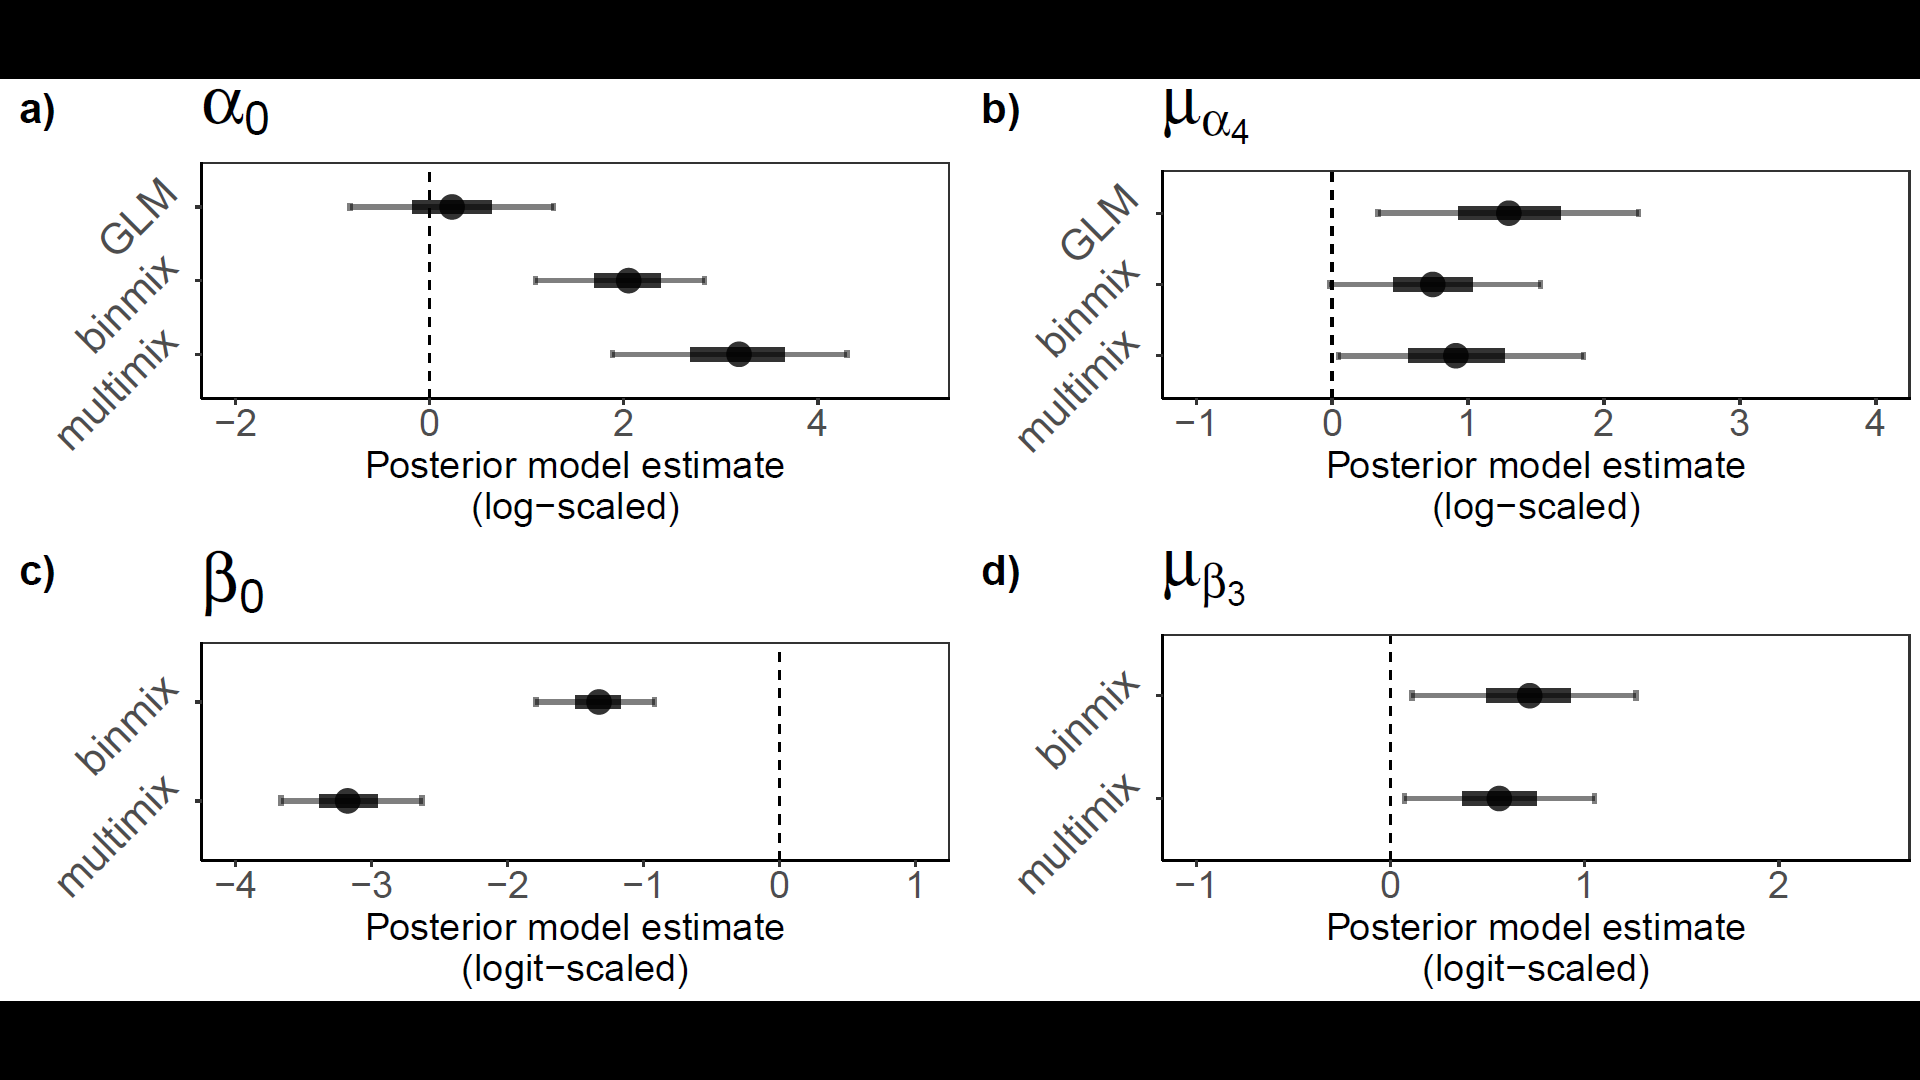 a) α0
GLM
binmix
multimix
−2 0 2 4
Posterior model estimate
(log−scaled)
b) μα4
GLM
binmix
multimix
−1 0 1 2 3 4
Posterior model estimate
(log−scaled)
c) β0
binmix
multimix
−4 −3 −2 −1 0 1
Posterior model estimate
(logit−scaled)
d) μβ3
binmix
multimix
−1 0 1 2
Posterior model estimate
(logit−scaled)